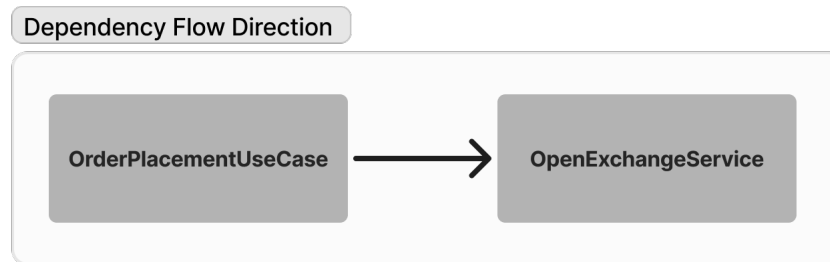 Dependency Flow Direction
OrderPlacementUseCase
OpenExchangeService